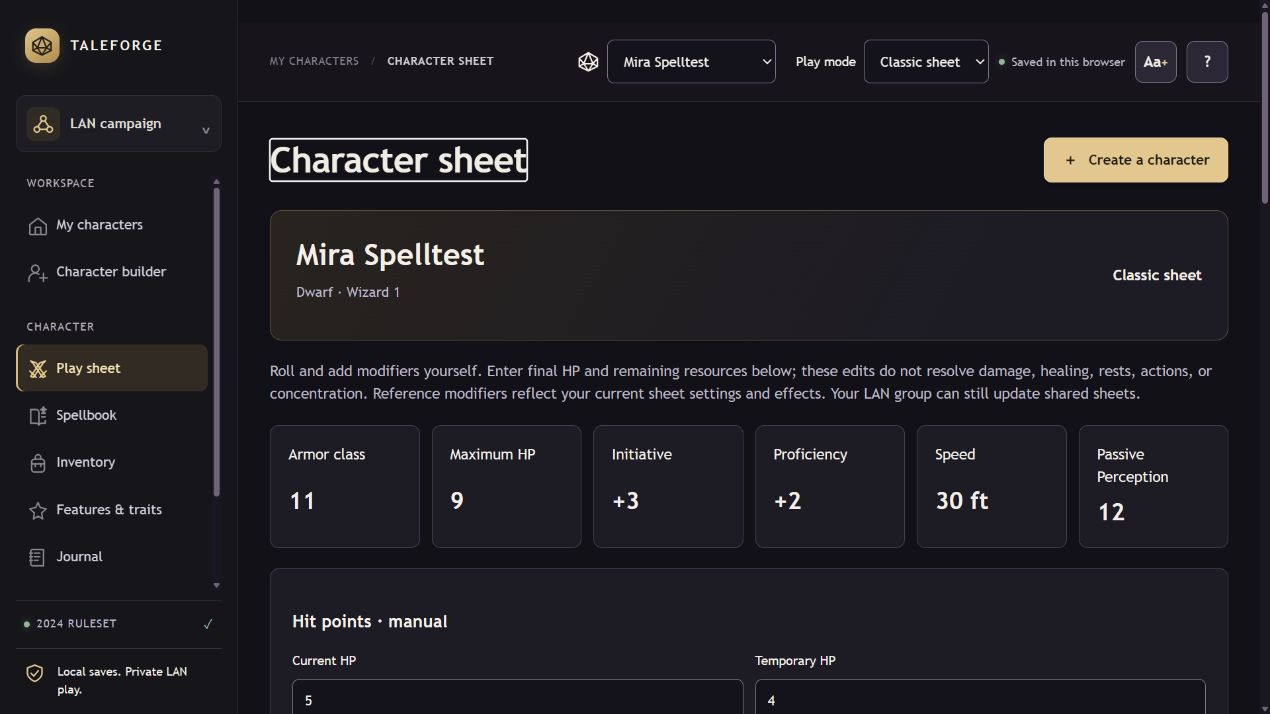 TALEFORGE
LAN campaign
WORKSPACE
My characters
Character builder
CHARACTER
Play sheet
Spellbook
Inventory
Features & traits
Journal
2024 RULESET
Local saves. Private LAN
play.
MY CHARACTERS / CHARACTER SHEET
Mira Spelltest
Play mode
Classic sheet
Saved in this browser
Aa+
?
Character sheet
+ Create a character
Mira Spelltest
Dwarf · Wizard 1
Classic sheet
Roll and add modifiers yourself. Enter final HP and remaining resources below; these edits do not resolve damage, healing, rests, actions, or
concentration. Reference modifiers reflect your current sheet settings and effects. Your LAN group can still update shared sheets.
Armor class
11
Maximum HP
9
Initiative
+3
Proficiency
+2
Speed
30 ft
Passive
Perception
12
Hit points · manual
Current HP
5
Temporary HP
4